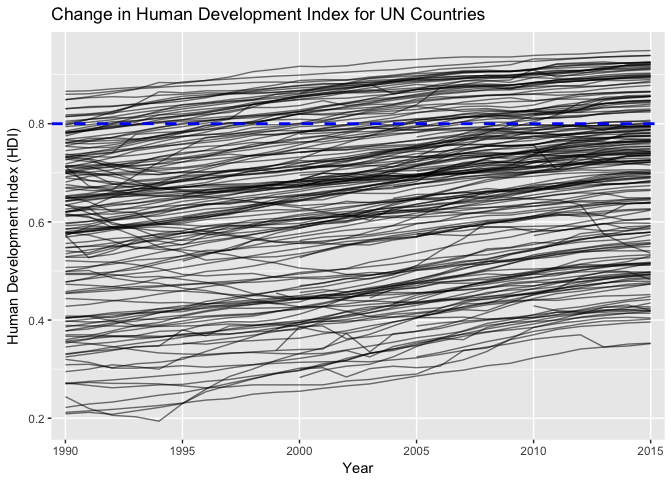 Change in Human Development Index for UN Countries
Human Development Index (HDI)
0.8
0.6
0.4
0.2
1990 1995 2000 2005 2010 2015
Year